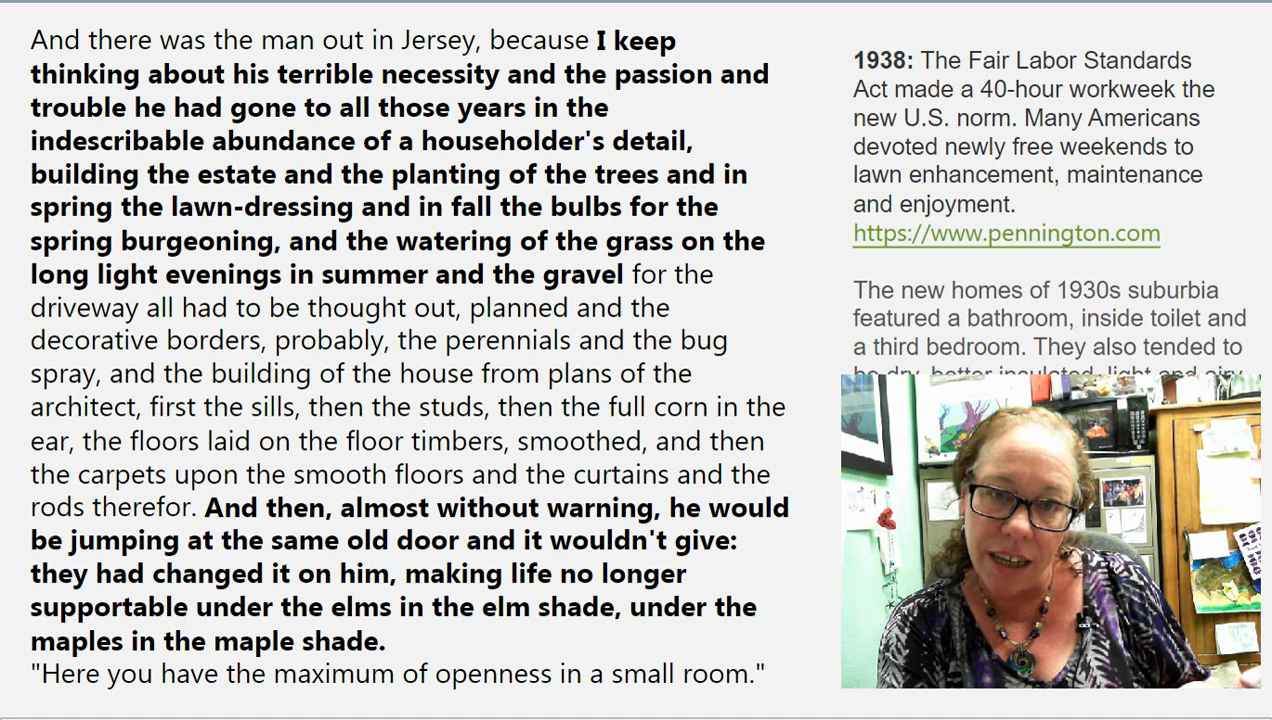 And there was the man out in Jersey, because I keep
thinking about his terrible necessity and the passion and
trouble he had gone to all those years in the
indescribable abundance of a householder's detail,
building the estate and the planting of the trees and in
spring the lawn-dressing and in fall the bulbs for the
spring burgeoning, and the watering of the grass on the
long light evenings in summer and the gravel for the
driveway all had to be thought out, planned and the
decorative borders, probably, the perennials and the bug
spray, and the building of the house from plans of the
architect, first the sills, then the studs, then the full corn in the
ear, the floors laid on the floor timbers, smoothed, and then
the carpets upon the smooth floors and the curtains and the
rods therefor. And then, almost without warning, he would
be jumping at the same old door and it wouldn't give:
they had changed it on him, making life no longer
supportable under the elms in the elm shade, under the
maples in the maple shade.
"Here you have the maximum of openness in a small room."
1938: The Fair Labor Standards
Act made a 40-hour workweek the
new U.S. norm. Many Americans
devoted newly free weekends to
lawn enhancement, maintenance
and enjoyment.
https://www.pennington.com
The new homes of 1930s suburbia
featured a bathroom, inside toilet and
a third bedroom. They also tended to
be dry, better insulated, light and airy